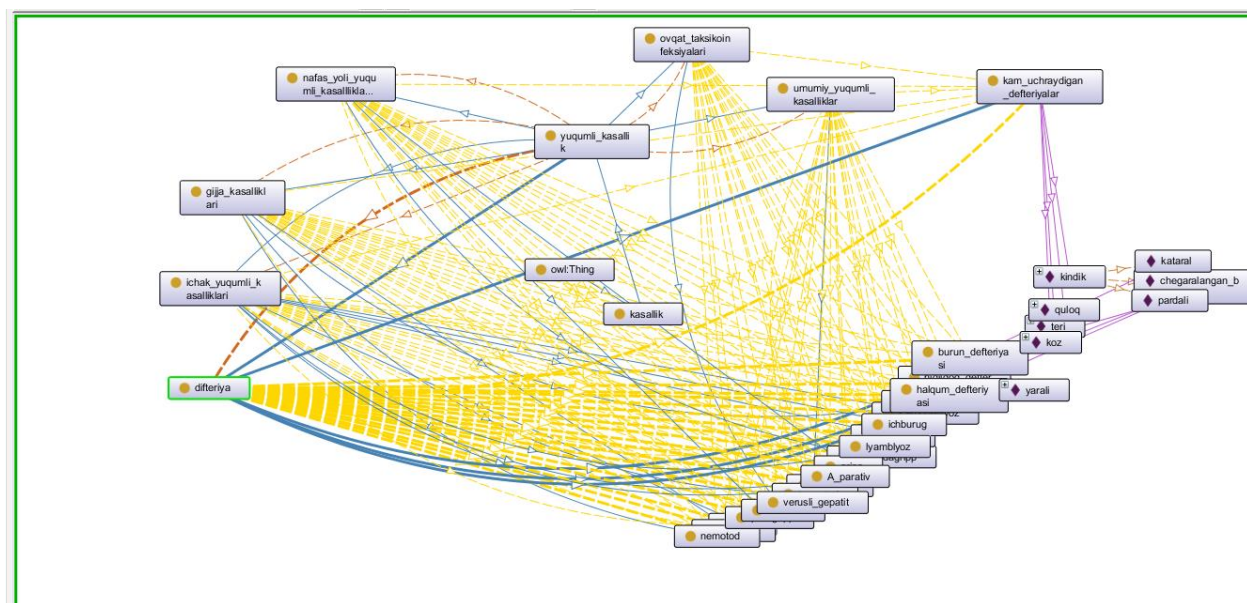 ovqat_taksikoin
feksiyalari
nafas_yoli_yuqu
mli_kasalllikla...
umumiy_yuqumli_
kasalliklar
kam_uchraydigan
_defteriyalar
yuqumli_kasalli
k
gijja_kasallikl
ari
ichak_yuqumli_k
asalliklari
owl:Thing
kasallik
kataral
kindik
chegaralangan_b
pardali
quloq
teri
koz
burun_defteriya
si
difteriya
halqum_defteriy
asi
yarali
ichburug
lyamblyoz
A_parativ
verusli_gepatit
nemotod